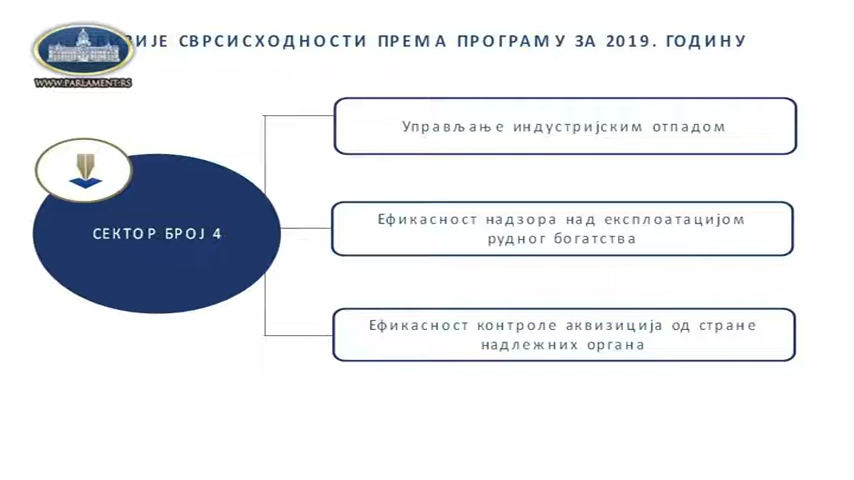 СВРСИСХОДНОСТИ ПРЕМА ПРОГРАМУ ЗА 2019. ГОДИНУ
WWW.PARLAMENT.RS
Управљање индустријским отпадом
СЕКТОР БРОЈ 4
Ефикасност надзора над експлоатацијом
рудног богатства
Ефикасност контроле аквизиција од стране
надлежних органа